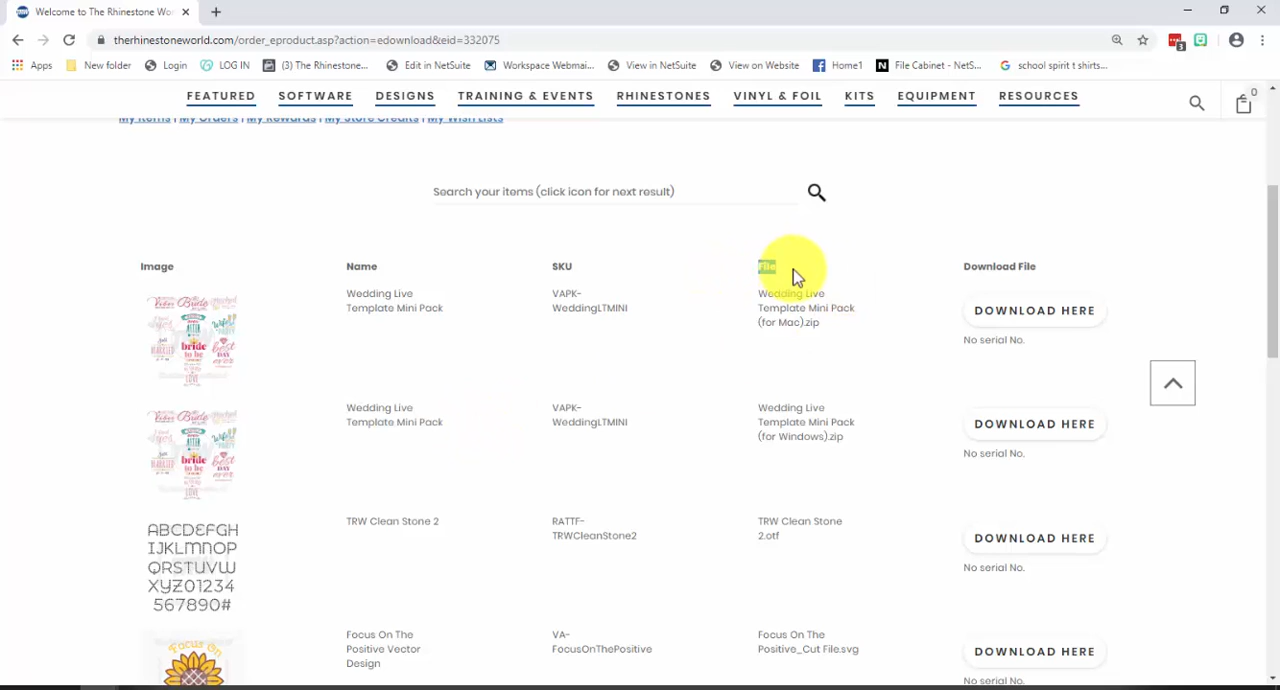 Welcome to The Rhinestone Wor
therhinestoneworld.com/order_eproduct.asp?action=edownload&eid=332075
3
Apps New folder Login LOG IN (3) The Rhinestone... Edit in NetSuite Workspace Webmai... View in NetSuite View on Website Home1 File Cabinet - NetS... school spirit t shirts...
FEATURED SOFTWARE DESIGNS TRAINING & EVENTS RHINESTONES VINYL & FOIL KITS EQUIPMENT RESOURCES
0
My Items | My Orders | My Rewards | My Store Credits | My Wish Lists
Search your items (click icon for next result)
Image Name SKU File Download File
Wedding Live
Template Mini Pack
VAPK-
WeddingLTMINI
Wedding Live
Template Mini Pack
(for Mac).zip
DOWNLOAD HERE
No serial No.
Wedding Live
Template Mini Pack
VAPK-
WeddingLTMINI
Wedding Live
Template Mini Pack
(for Windows).zip
DOWNLOAD HERE
No serial No.
ABCDEFGH
IJKLMNOP
QRSTUVW
XYZ01234
567890#
TRW Clean Stone 2
RATTF-
TRWCleanStone2
TRW Clean Stone
2.otf
DOWNLOAD HERE
No serial No.
Focus On
Focus On The
Positive Vector
Design
VA-
FocusOnThePositive
Focus On The
Positive_Cut File.svg
DOWNLOAD HERE
No serial No.